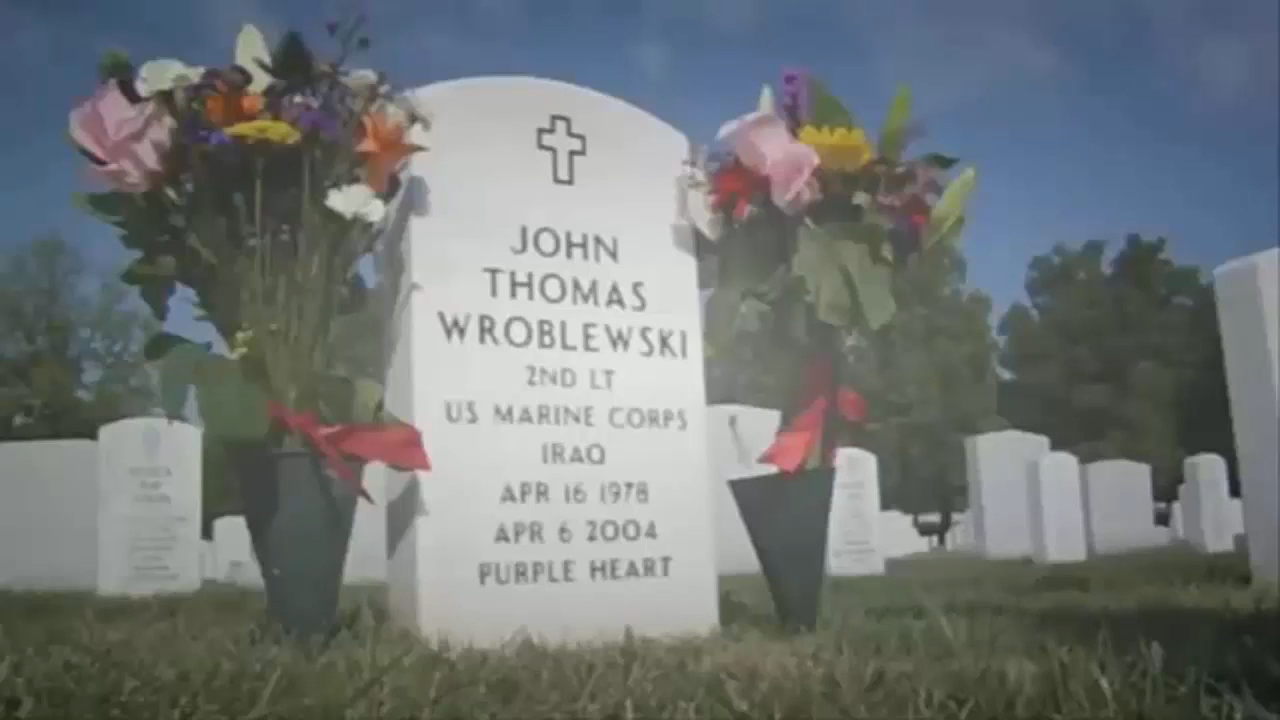 JOHN
THOMAS
WROBLEWSKI
2ND LT
US MARINE CORPS
IRAQ
APR 16 1978
APR 6 2004
PURPLE HEART